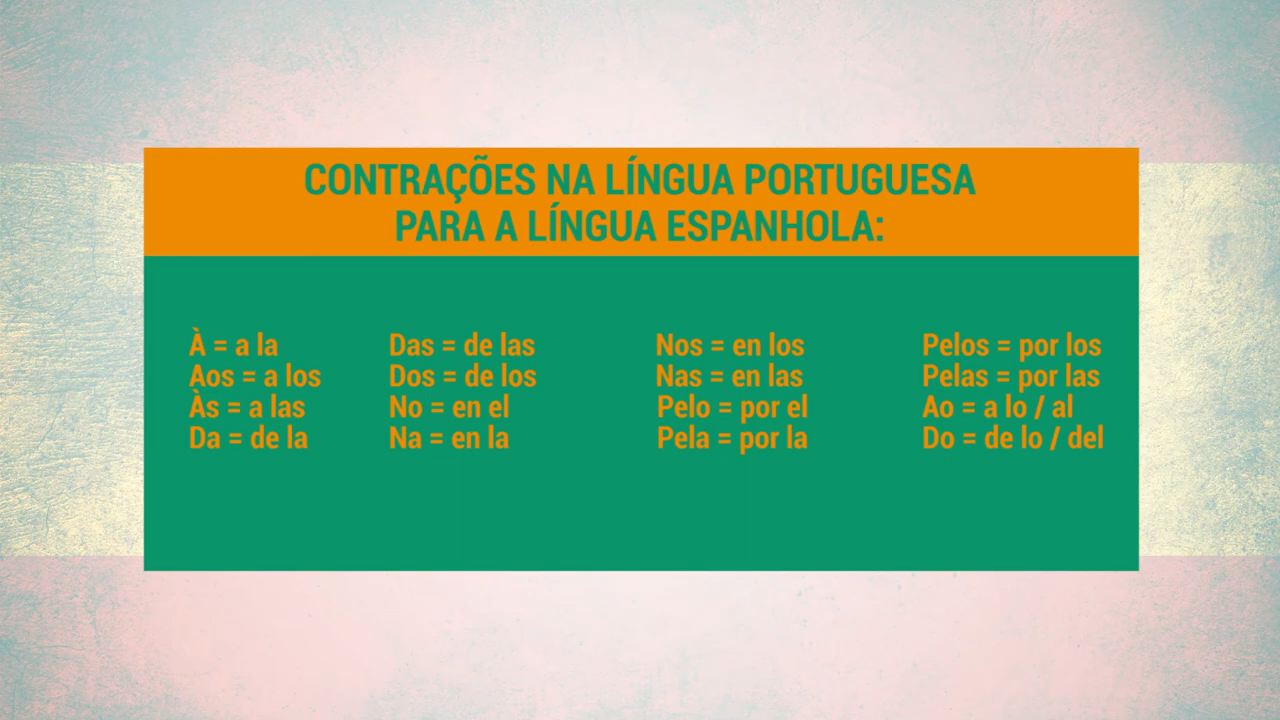 CONTRAÇÕES NA LÍNGUA PORTUGUESA
PARA A LÍNGUA ESPANHOLA:
À = a la
Aos = a los
Às = a las
Da = de la
Das = de las
Dos = de los
No = en el
Na = en la
Nos = en los
Nas = en las
Pelo = por el
Pela = por la
Pelos = por los
Pelas = por las
Ao = a lo / al
Do = de lo / del